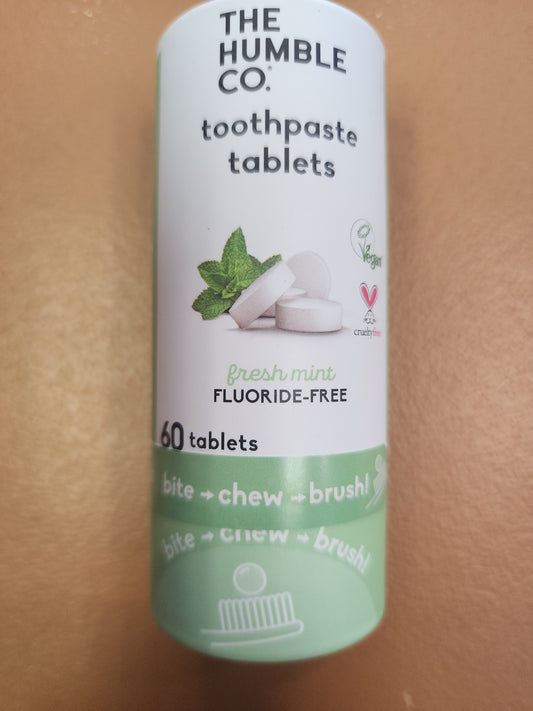 THE
HUMBLE
CO.®
toothpaste
tablets
Vegan
crueltyfree
fresh mint
FLUORIDE-FREE
60 tablets
bite → chew → brush!
bite → chew → brush!